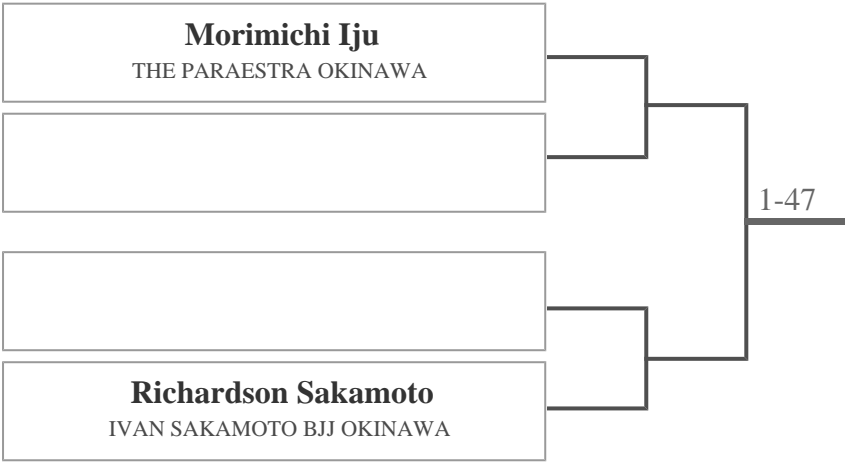 Morimichi Iju
THE PARAESTRA OKINAWA
1-47
Richardson Sakamoto
IVAN SAKAMOTO BJJ OKINAWA